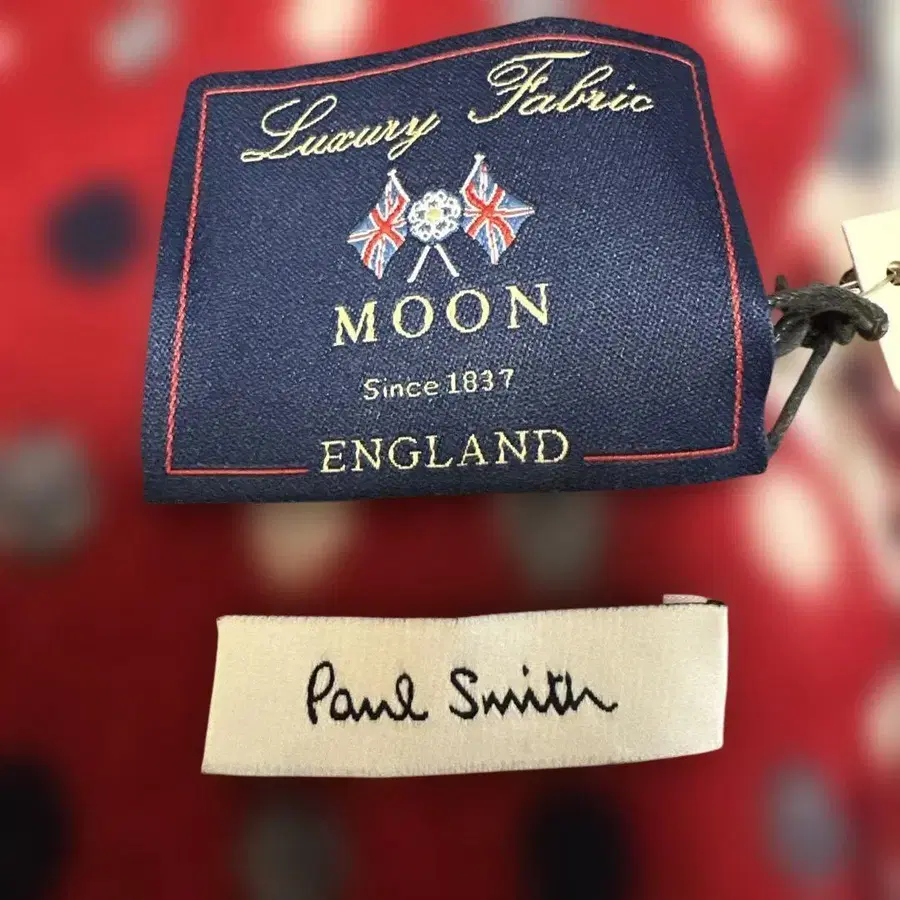 Luxury Fabric
MOON
Since 1837
ENGLAND
Paul Smith